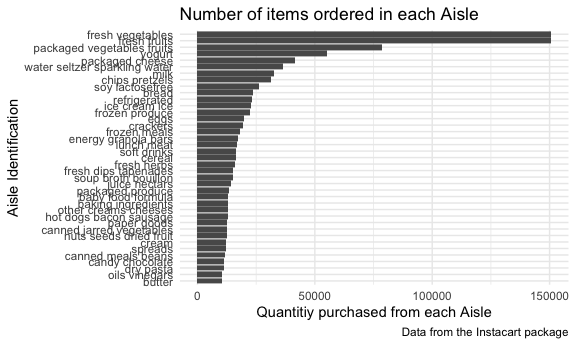 Number of items ordered in each Aisle
fresh vegetables
fresh fruits
packaged vegetables fruits
yogurt
packaged cheese
water seltzer sparkling water
milk
chips pretzels
soy lactosefree
bread
refrigerated
ice cream ice
frozen produce
eggs
crackers
frozen meals
energy granola bars
lunch meat
soft drinks
cereal
fresh herbs
fresh dips tapenades
soup broth bouillon
juice nectars
packaged produce
baby food formula
baking ingredients
other creams cheeses
hot dogs bacon sausage
paper goods
canned jarred vegetables
nuts seeds dried fruit
cream
spreads
canned meals beans
candy chocolate
dry pasta
oils vinegars
butter
Aisle Identification
0 50000 100000 150000
Quantitiy purchased from each Aisle
Data from the Instacart package